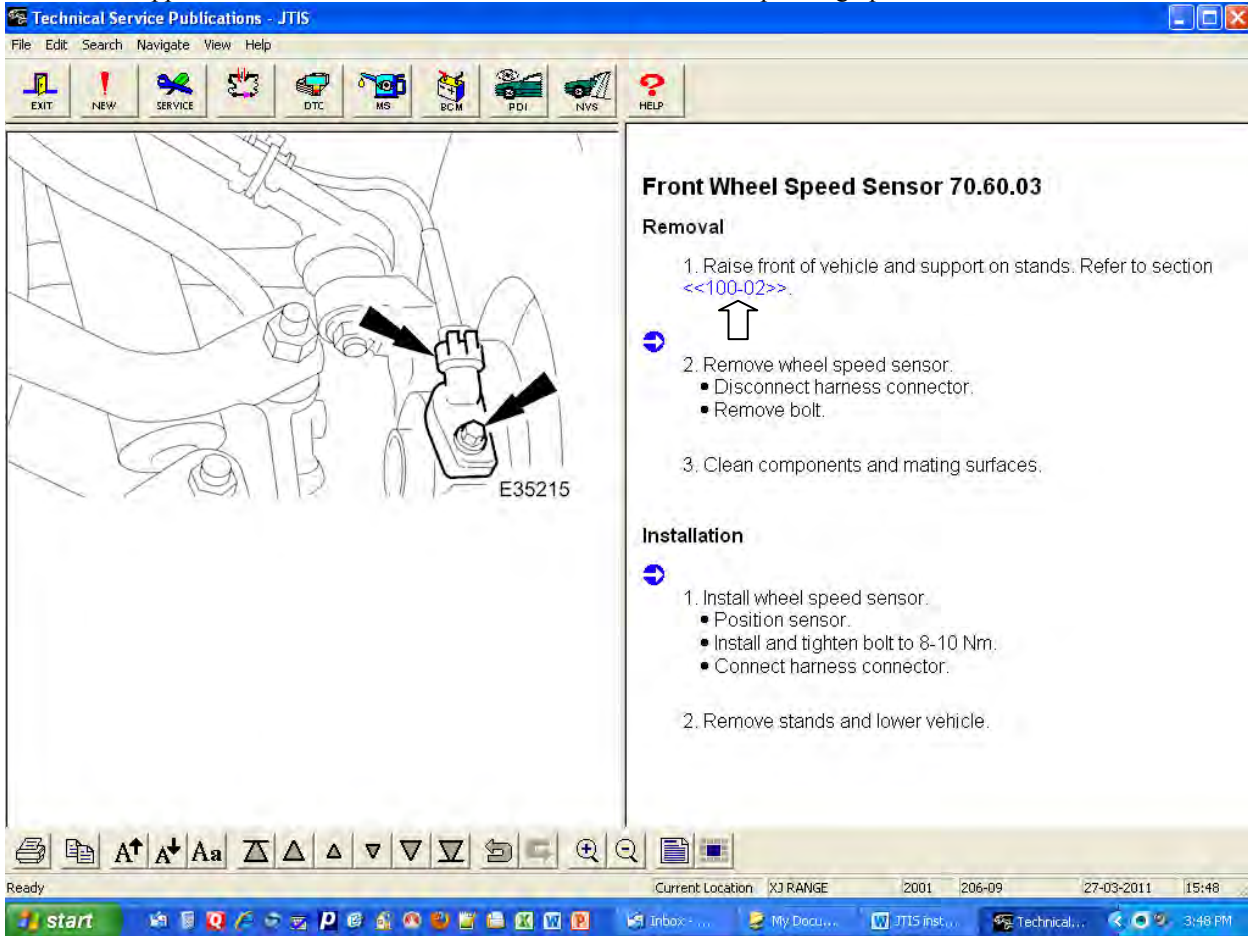 Technical Service Publications - JTIS
File Edit Search Navigate View Help
EXIT NEW SERVICE DTC MS BCM PDI NVS HELP
E35215
Front Wheel Speed Sensor 70.60.03
Removal
1. Raise front of vehicle and support on stands. Refer to section
<<100-02>>.
2. Remove wheel speed sensor.
• Disconnect harness connector.
• Remove bolt.
3. Clean components and mating surfaces.
Installation
1. Install wheel speed sensor.
• Position sensor.
• Install and tighten bolt to 8-10 Nm.
• Connect harness connector.
2. Remove stands and lower vehicle.
A A Aa
Ready Current Location XJ RANGE 2001 206-09 27-03-2011 15:48
start Inbox - ... My Docu... JTIS inst... Technical... 3:48 PM